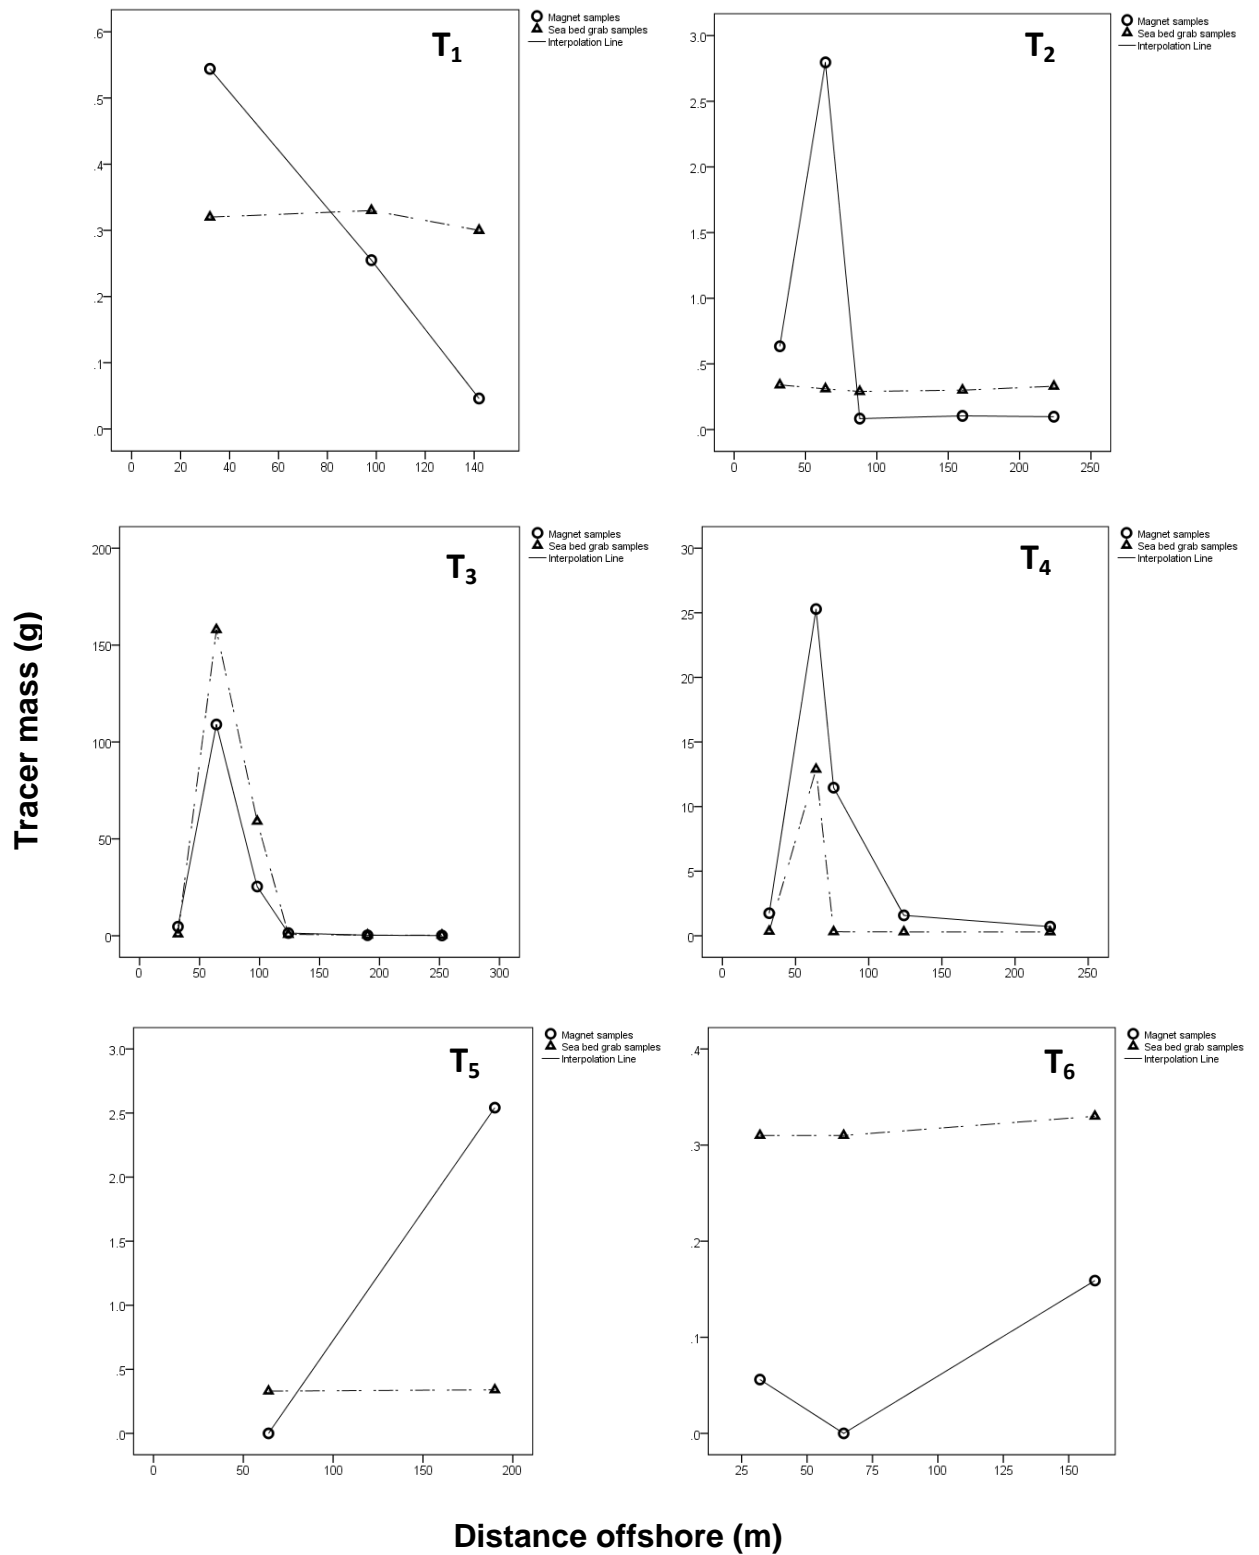 T1
Magnet samples
Sea bed grab samples
Interpolation Line
.6
.5
.4
.3
.2
.1
.0
0 20 40 60 80 100 120 140
T2
Magnet samples
Sea bed grab samples
Interpolation Line
3.0
2.5
2.0
1.5
1.0
.5
.0
0 50 100 150 200 250
Tracer mass (g)
T3
Magnet samples
Sea bed grab samples
Interpolation Line
200
150
100
50
0
0 50 100 150 200 250 300
T4
Magnet samples
Sea bed grab samples
Interpolation Line
30
25
20
15
10
5
0
0 50 100 150 200 250
T5
Magnet samples
Sea bed grab samples
Interpolation Line
3.0
2.5
2.0
1.5
1.0
.5
.0
0 50 100 150 200
T6
Magnet samples
Sea bed grab samples
Interpolation Line
.4
.3
.2
.1
.0
25 50 75 100 125 150
Distance offshore (m)